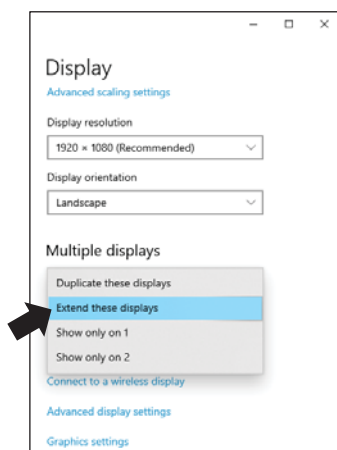 Display
Advanced scaling settings
Display resolution
1920 × 1080 (Recommended)
Display orientation
Landscape
Multiple displays
Duplicate these displays
Extend these displays
Show only on 1
Show only on 2
Connect to a wireless display
Advanced display settings
Graphics settings